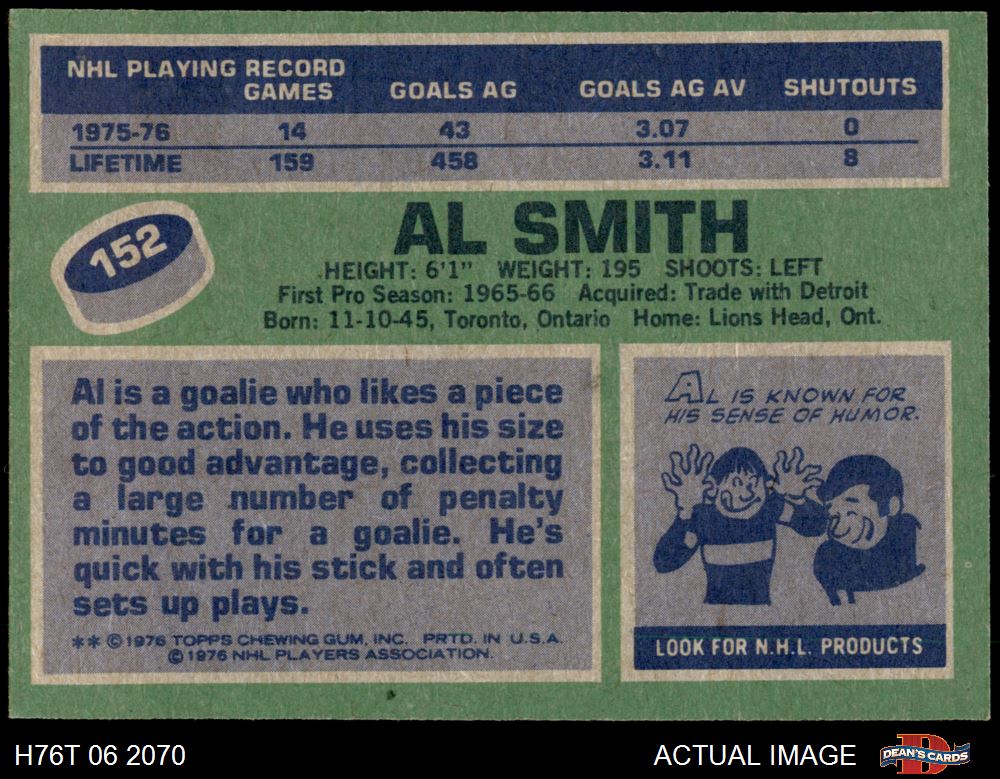 NHL PLAYING RECORD
GAMES GOALS AG GOALS AG AV SHUTOUTS
1975-76 14 43 3.07 0
LIFETIME 159 458 3.11 8
152
AL SMITH
HEIGHT: 6'1" WEIGHT: 195 SHOOTS: LEFT
First Pro Season: 1965-66 Acquired: Trade with Detroit
Born: 11-10-45, Toronto, Ontario Home: Lions Head, Ont.
Al is a goalie who likes a piece
of the action. He uses his size
to good advantage, collecting
a large number of penalty
minutes for a goalie. He's
quick with his stick and often
sets up plays.
** © 1976 TOPPS CHEWING GUM, INC. PRTD. IN U.S.A.
© 1976 NHL PLAYERS ASSOCIATION.
AL IS KNOWN FOR
HIS SENSE OF HUMOR.
LOOK FOR N.H.L. PRODUCTS
H76T 06 2070
ACTUAL IMAGE
DEAN'S CARDS